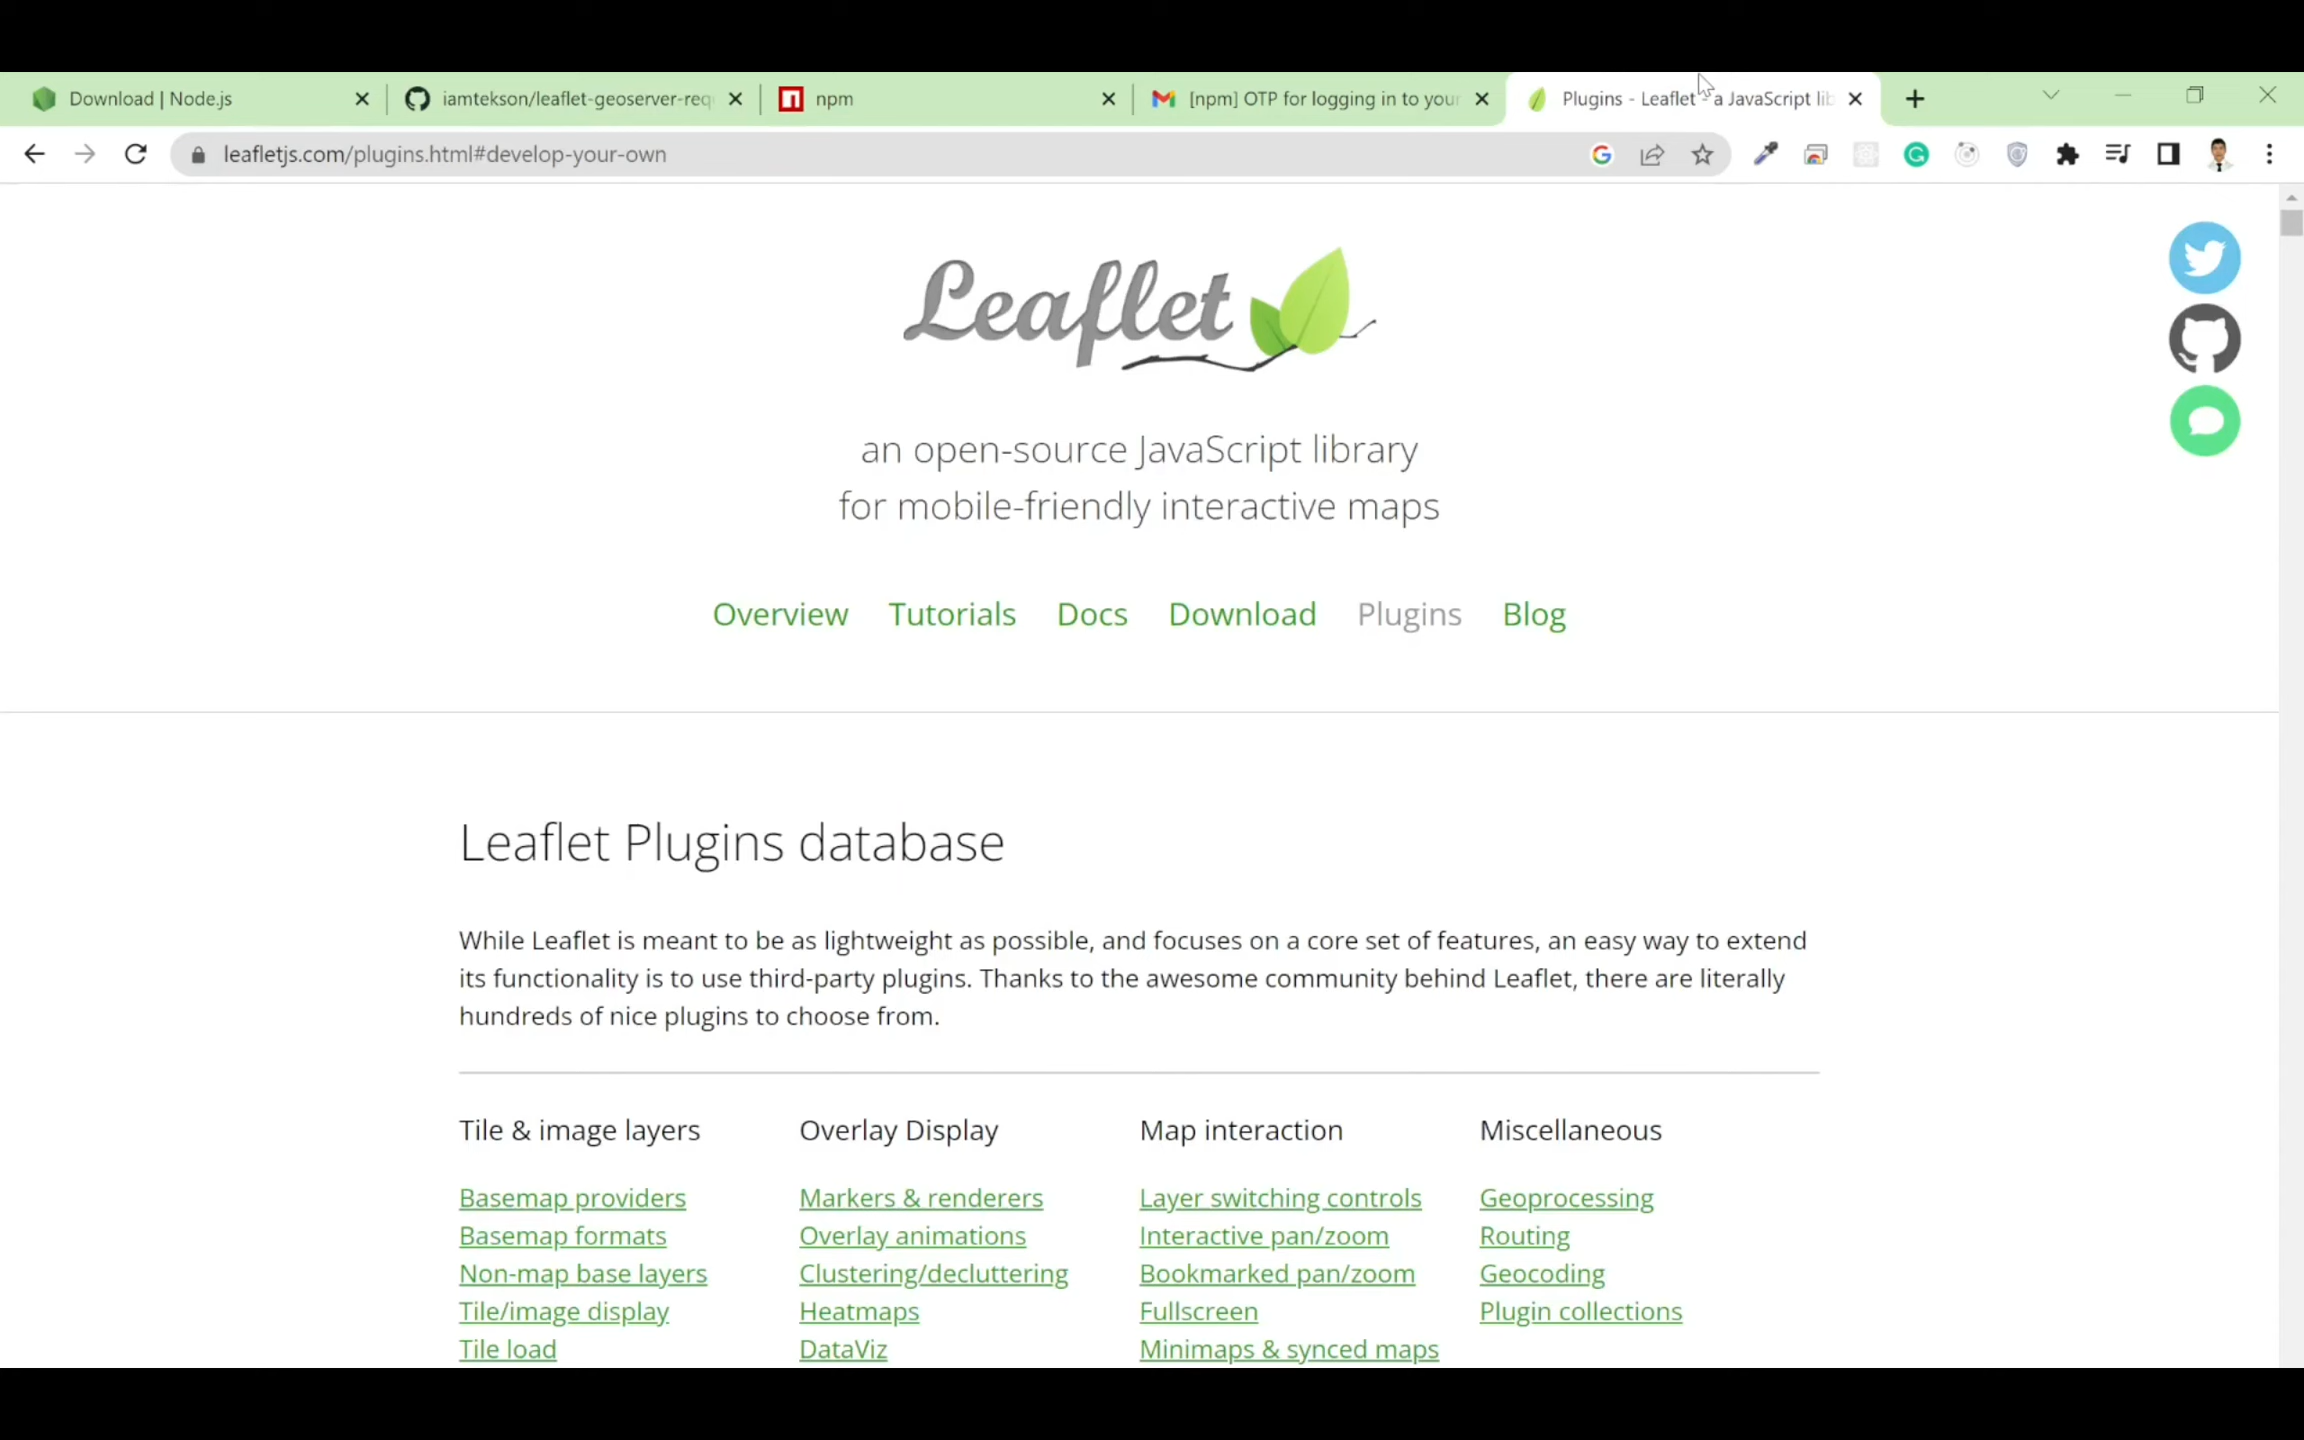 Download | Node.js
iamtekson/leaflet-geoserver-req
npm
[npm] OTP for logging in to your
Plugins - Leaflet - a JavaScript lib
leafletjs.com/plugins.html#develop-your-own
Leaflet
an open-source JavaScript library
for mobile-friendly interactive maps
Overview Tutorials Docs Download Plugins Blog
Leaflet Plugins database
While Leaflet is meant to be as lightweight as possible, and focuses on a core set of features, an easy way to extend
its functionality is to use third-party plugins. Thanks to the awesome community behind Leaflet, there are literally
hundreds of nice plugins to choose from.
Tile & image layers
Basemap providers
Basemap formats
Non-map base layers
Tile/image display
Tile load
Overlay Display
Markers & renderers
Overlay animations
Clustering/decluttering
Heatmaps
DataViz
Map interaction
Layer switching controls
Interactive pan/zoom
Bookmarked pan/zoom
Fullscreen
Minimaps & synced maps
Miscellaneous
Geoprocessing
Routing
Geocoding
Plugin collections